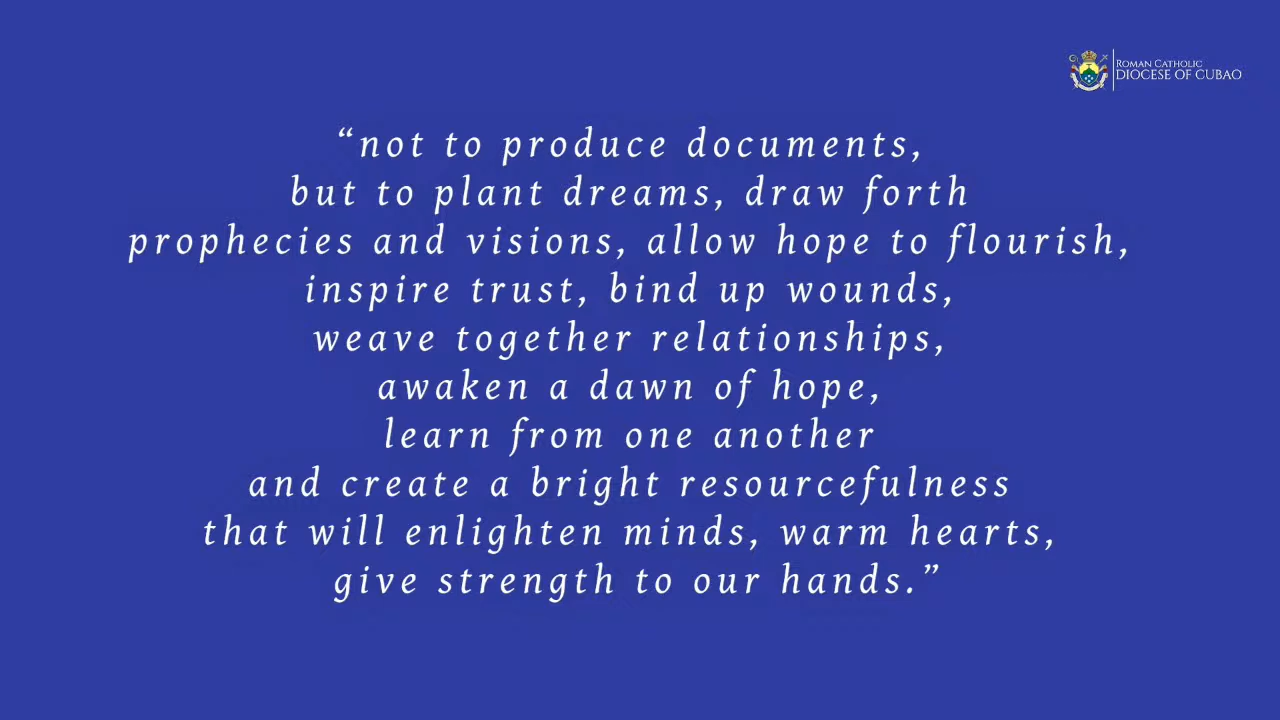 ROMAN CATHOLIC
DIOCESE OF CUBAO
“not to produce documents,
but to plant dreams, draw forth
prophecies and visions, allow hope to flourish,
inspire trust, bind up wounds,
weave together relationships,
awaken a dawn of hope,
learn from one another
and create a bright resourcefulness
that will enlighten minds, warm hearts,
give strength to our hands.”